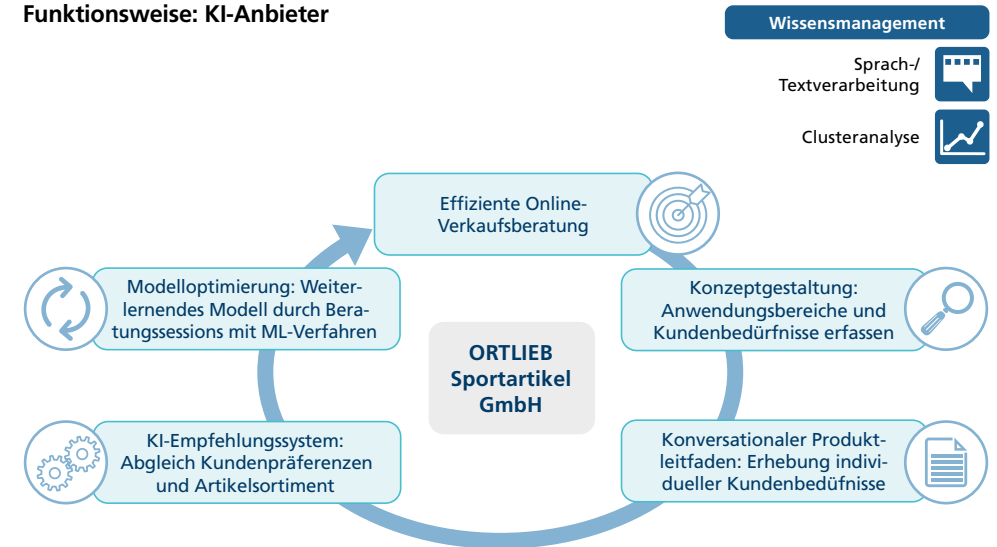 Funktionsweise: KI-Anbieter
Wissensmanagement
Sprach-/
Textverarbeitung
Clusteranalyse
Effiziente Online-
Verkaufsberatung
Modelloptimierung: Weiter-
lernendes Modell durch Bera-
tungssessions mit ML-Verfahren
Konzeptgestaltung:
Anwendungsbereiche und
Kundenbedürfnisse erfassen
ORTLIEB
Sportartikel
GmbH
KI-Empfehlungssystem:
Abgleich Kundenpräferenzen
und Artikelsortiment
Konversationaler Produkt-
leitfaden: Erhebung indivi-
dueller Kundenbedüfnisse